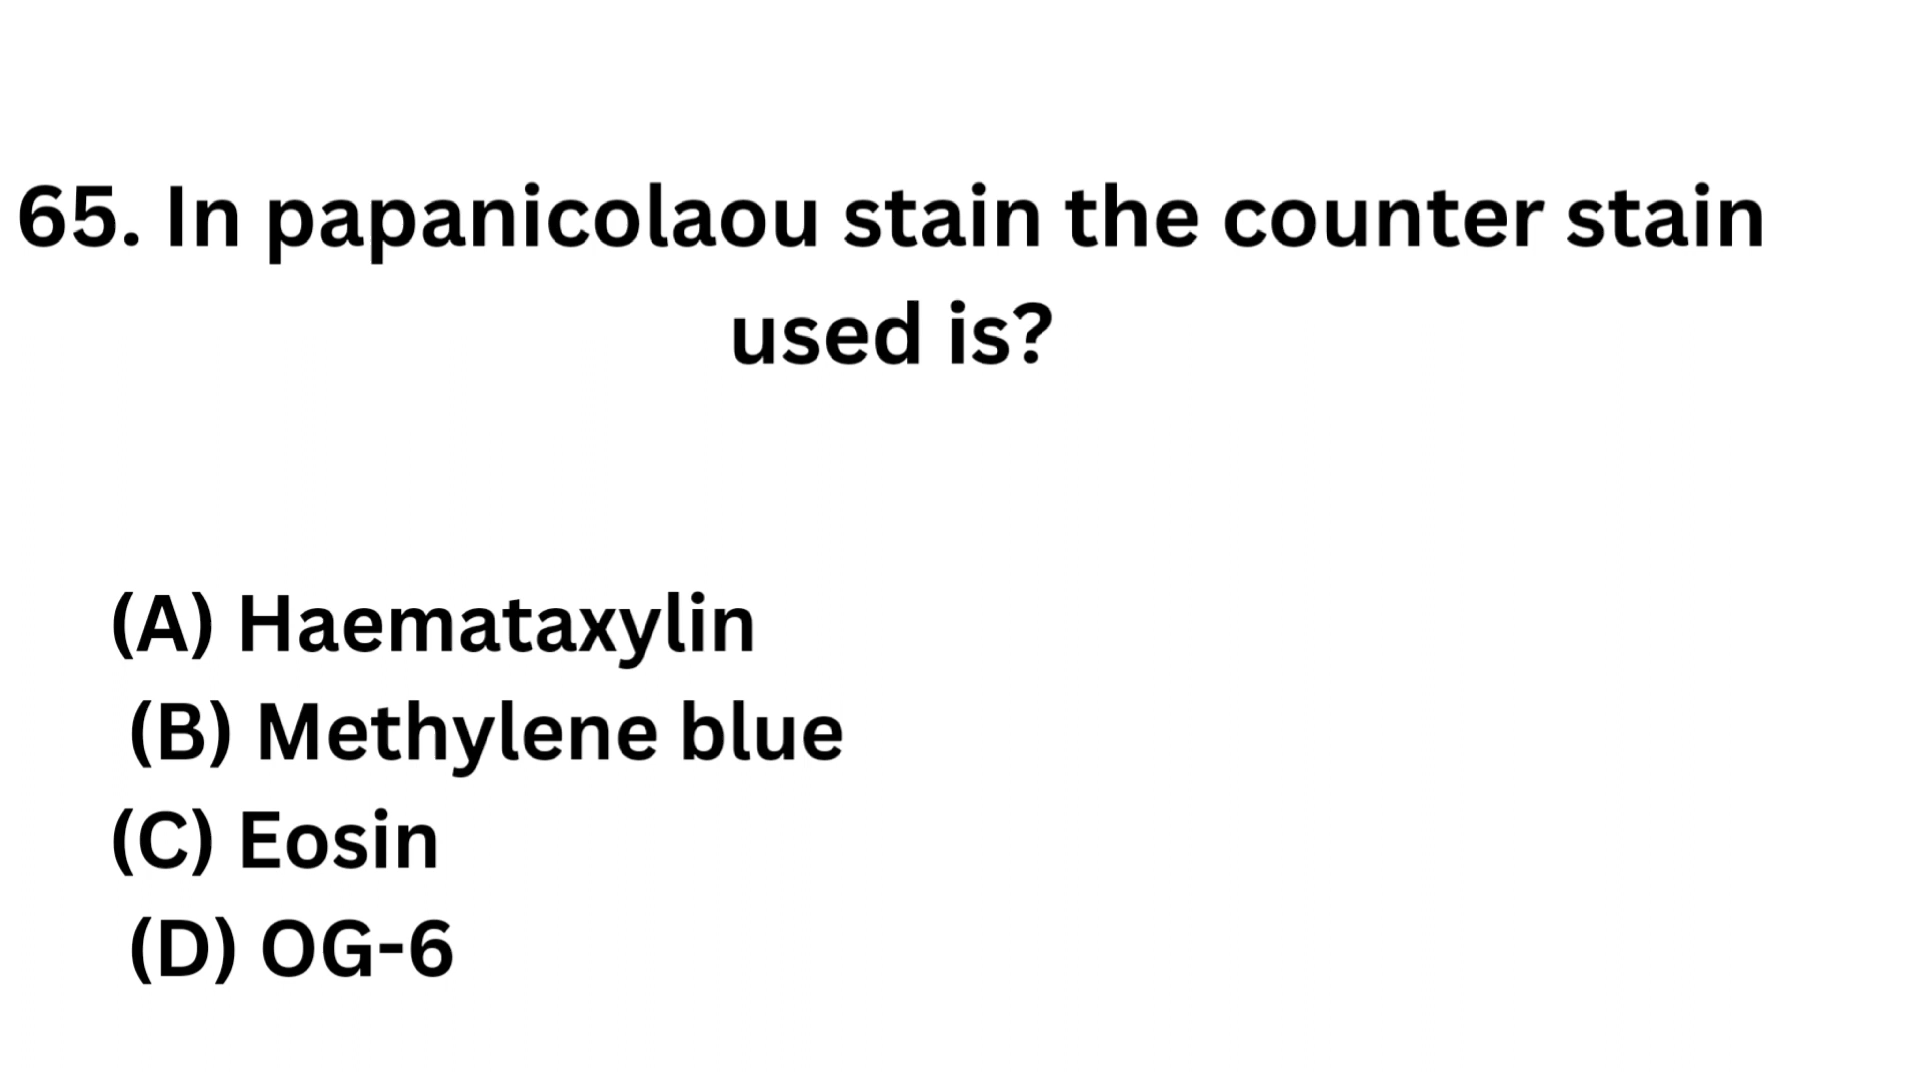 65. In papanicolaou stain the counter stain
used is?
(A) Haemataxylin
(B) Methylene blue
(C) Eosin
(D) OG-6